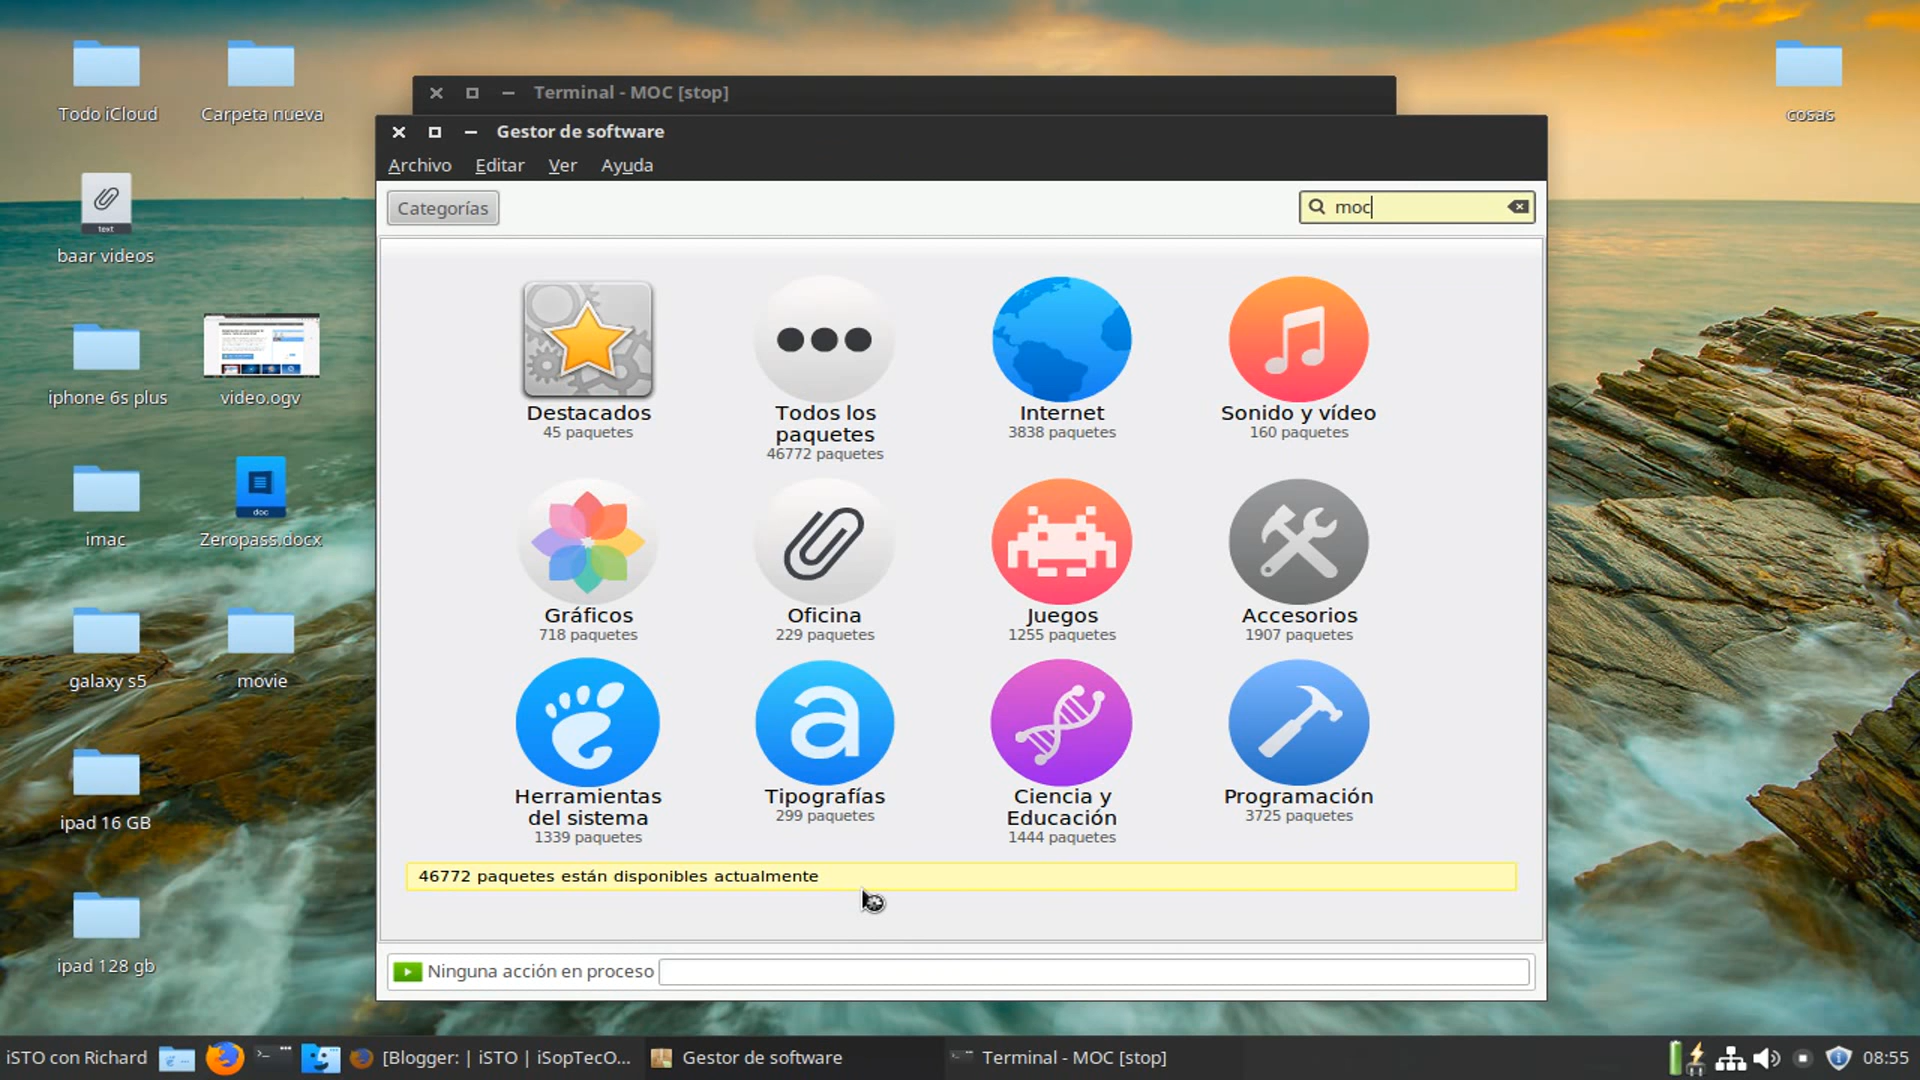 Todo iCloud
Carpeta nueva
cosas
text
baar videos
iphone 6s plus
video.ogv
imac
doc
Zeropass.docx
galaxy s5
movie
ipad 16 GB
ipad 128 gb
Terminal - MOC [stop]
Gestor de software
Archivo Editar Ver Ayuda
Categorías
moc
Destacados
45 paquetes
Todos los
paquetes
46772 paquetes
Internet
3838 paquetes
Sonido y vídeo
160 paquetes
Gráficos
718 paquetes
Oficina
229 paquetes
Juegos
1255 paquetes
Accesorios
1907 paquetes
Herramientas
del sistema
1339 paquetes
a
Tipografías
299 paquetes
Ciencia y
Educación
1444 paquetes
Programación
3725 paquetes
46772 paquetes están disponibles actualmente
Ninguna acción en proceso
iSTO con Richard
[Blogger: | iSTO | iSopTecO...
Gestor de software
Terminal - MOC [stop]
08:55